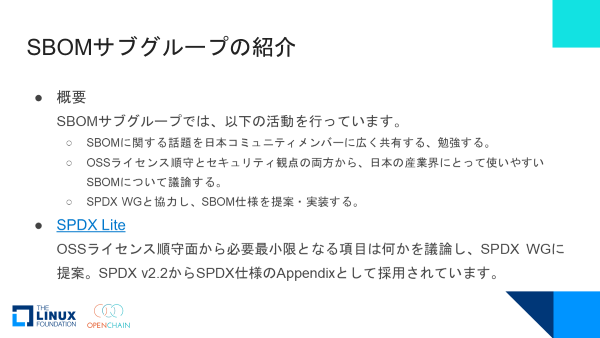 SBOMサブグループの紹介
● 概要
SBOMサブグループでは、以下の活動を行っています。
○ SBOMに関する話題を日本コミュニティメンバーに広く共有する、勉強する。
○ OSSライセンス順守とセキュリティ観点の両方から、日本の産業界にとって使いやすい
SBOMについて議論する。
○ SPDX WGと協力し、SBOM仕様を提案・実装する。
● SPDX Lite
OSSライセンス順守面から必要最小限となる項目は何かを議論し、SPDX WGに
提案。SPDX v2.2からSPDX仕様のAppendixとして採用されています。
THE
LINUX
FOUNDATION
OPENCHAIN